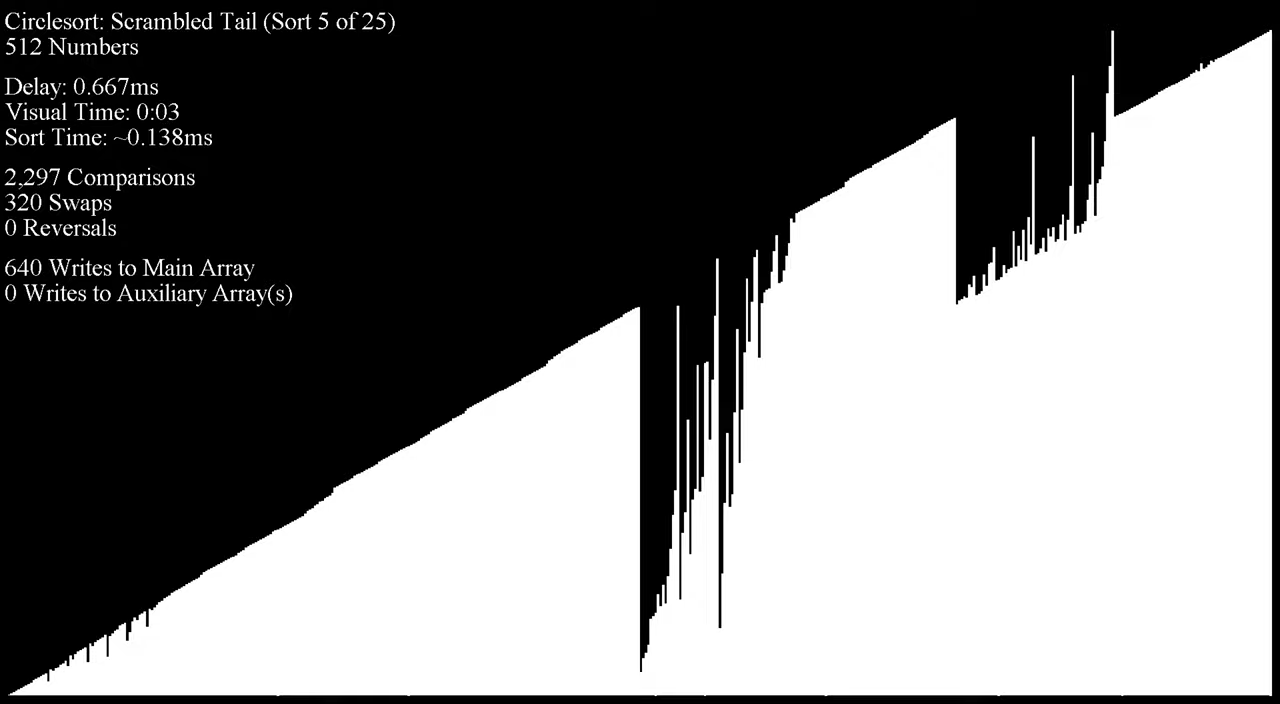 Circlesort: Scrambled Tail (Sort 5 of 25)
512 Numbers
Delay: 0.667ms
Visual Time: 0:03
Sort Time: ~0.138ms
2,297 Comparisons
320 Swaps
0 Reversals
640 Writes to Main Array
0 Writes to Auxiliary Array(s)